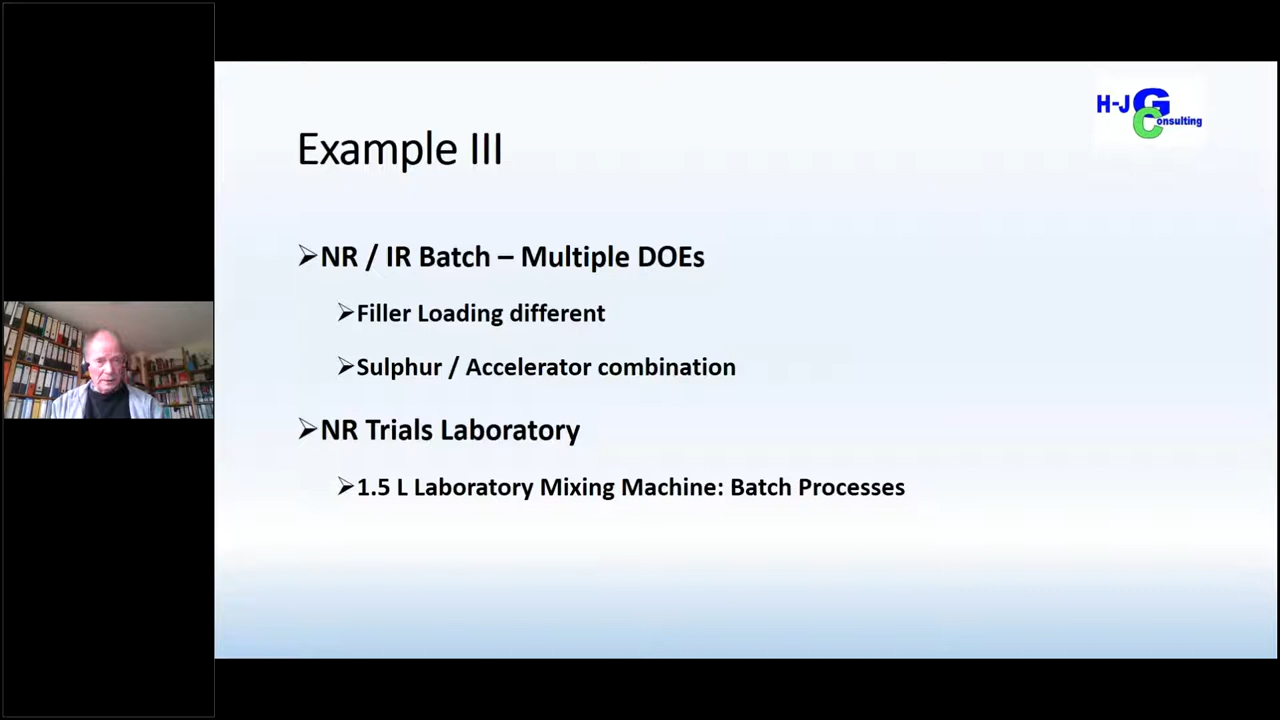 H-JG
Consulting
Example III
NR / IR Batch – Multiple DOEs
Filler Loading different
Sulphur / Accelerator combination
NR Trials Laboratory
1.5 L Laboratory Mixing Machine: Batch Processes